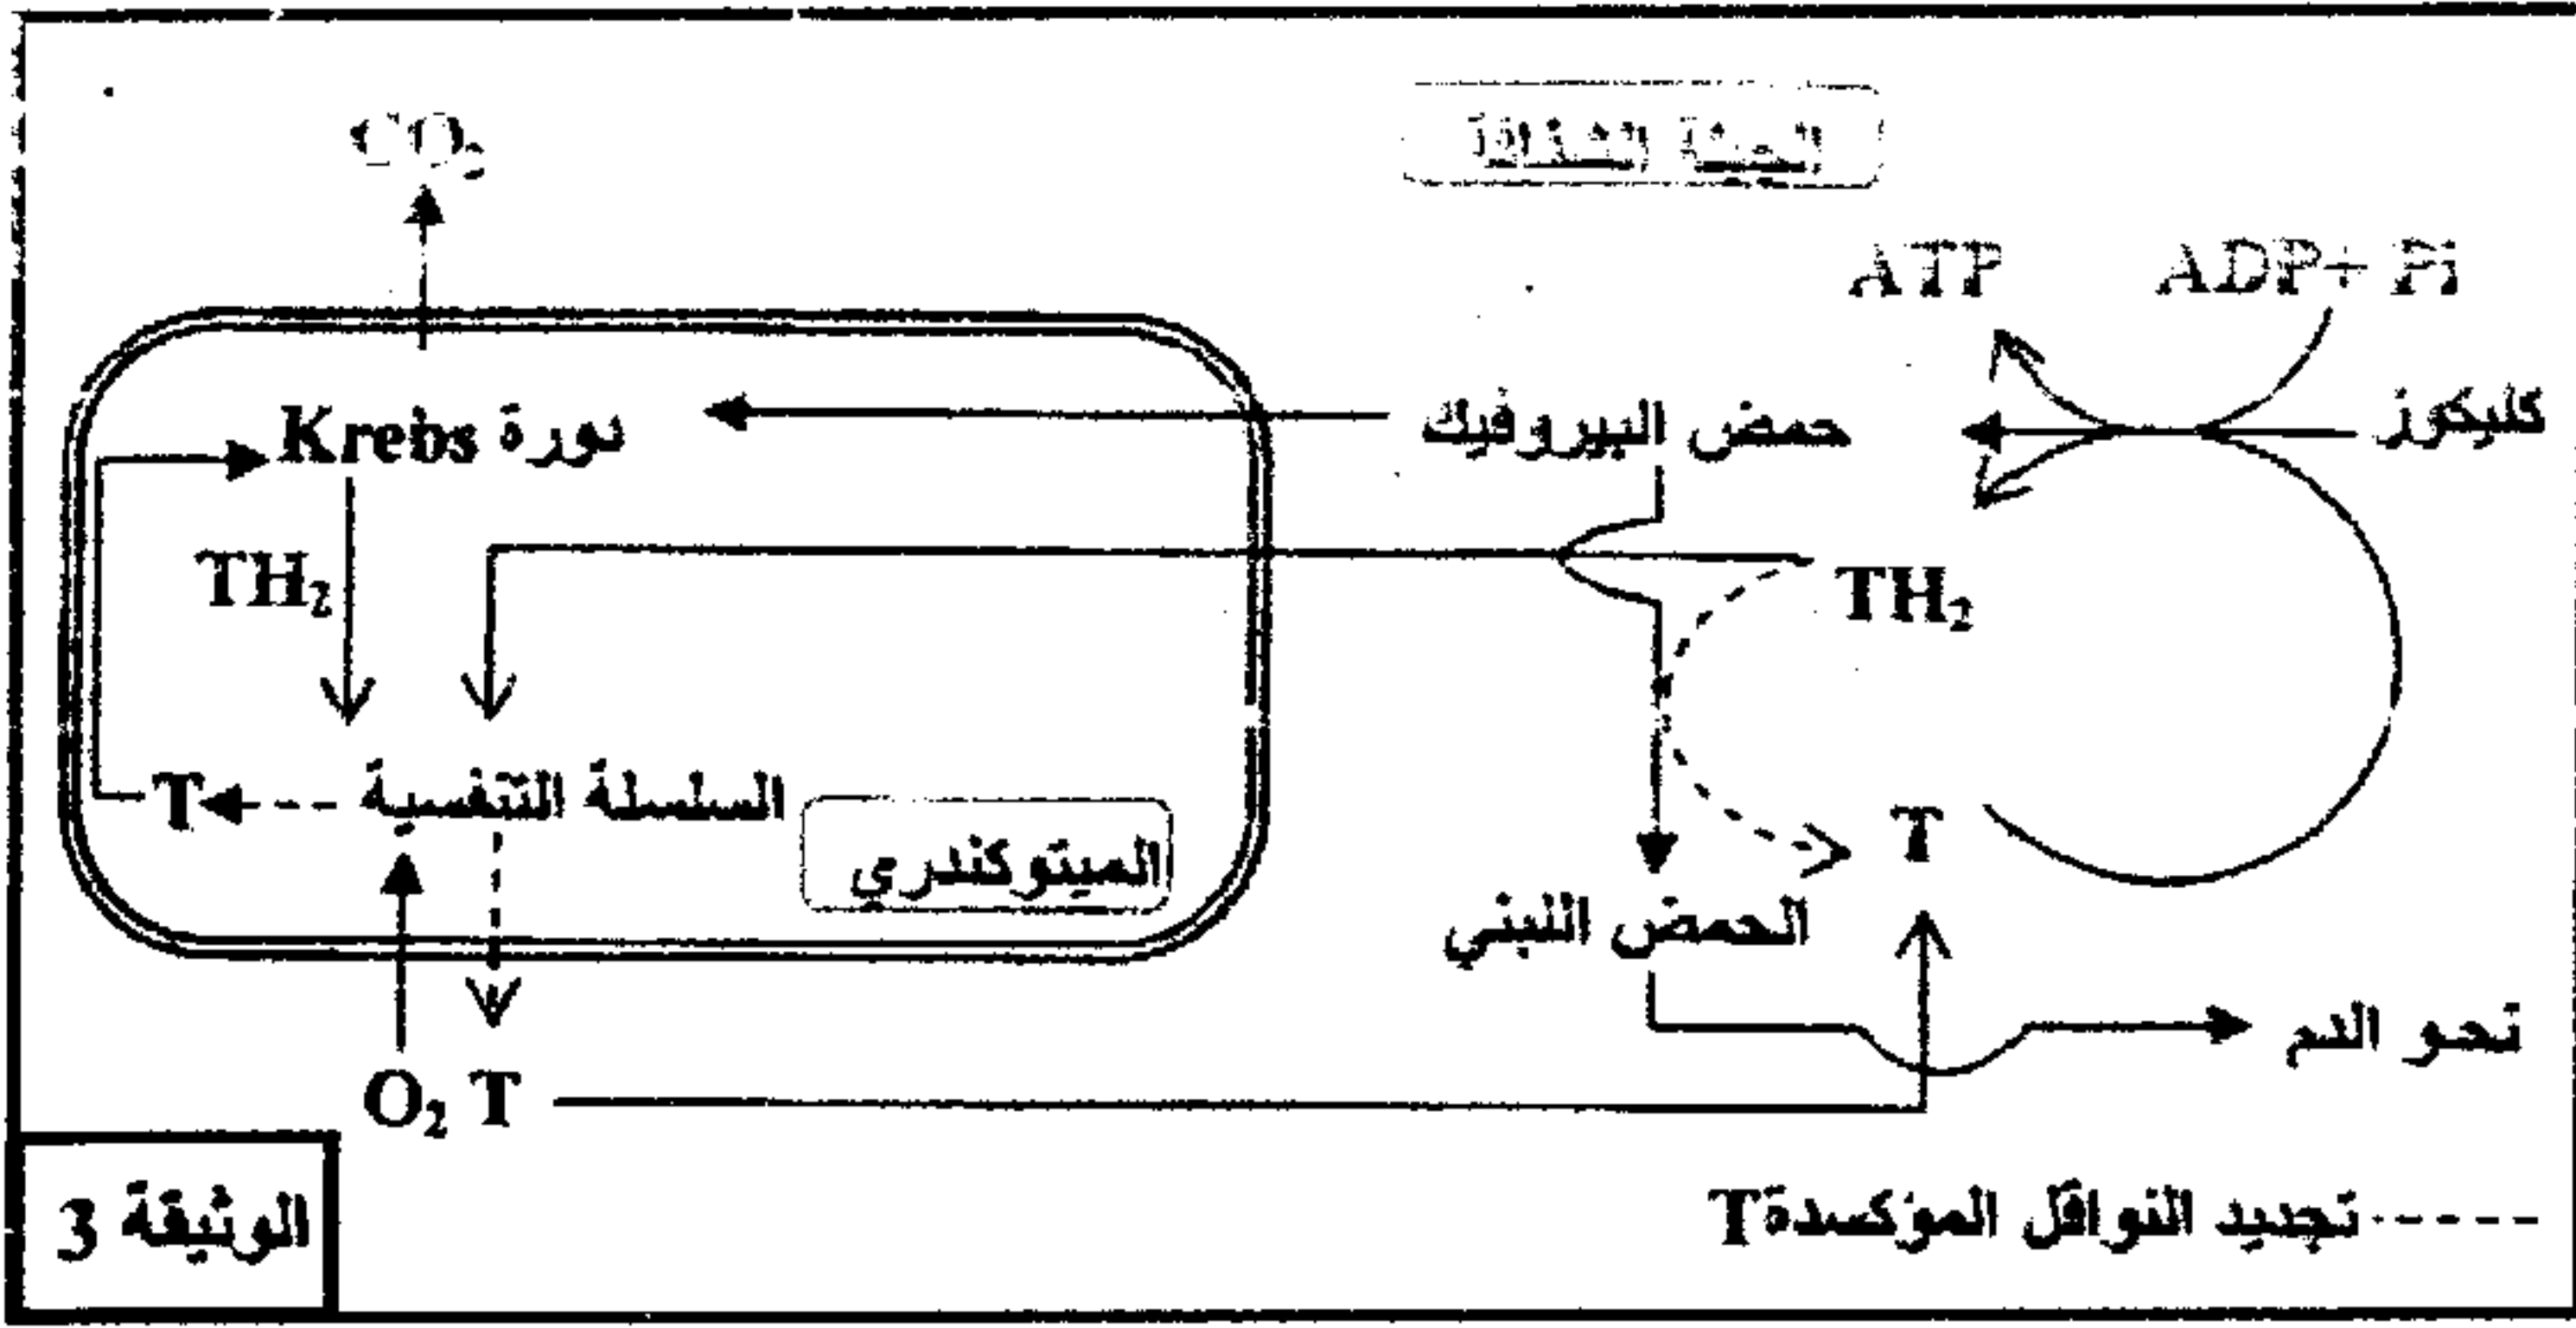 CO₂
ATP ADP+ Pi
كليكوز
حمض البيروفيك
دورة Krebs
TH₂
TH₂
السلسلة التنفسية
T
الميتوكندري
T
الحمض اللبني
نحو الدم
O₂ T
تجديد النواقل المؤكسدة T
الوثيقة 3